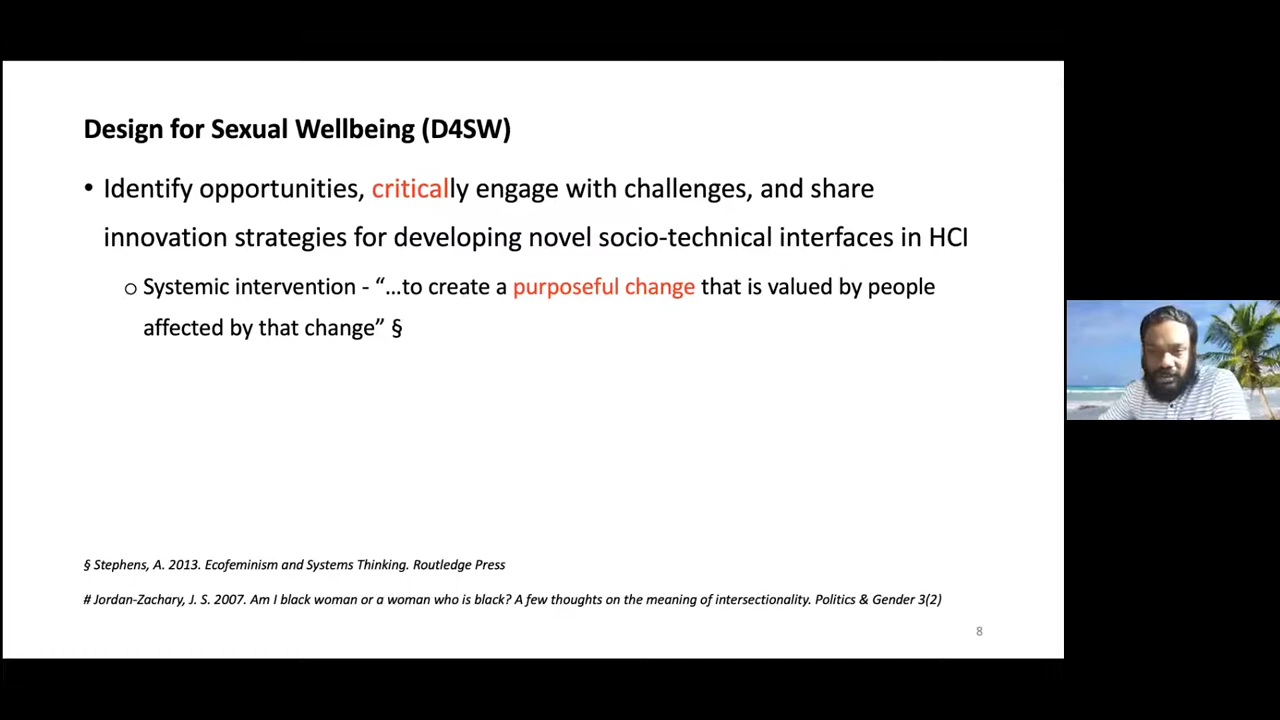 Design for Sexual Wellbeing (D4SW)
• Identify opportunities, critically engage with challenges, and share
innovation strategies for developing novel socio-technical interfaces in HCI
o Systemic intervention - “…to create a purposeful change that is valued by people
affected by that change” §
§ Stephens, A. 2013. Ecofeminism and Systems Thinking. Routledge Press
# Jordan-Zachary, J. S. 2007. Am I black woman or a woman who is black? A few thoughts on the meaning of intersectionality. Politics & Gender 3(2)
8